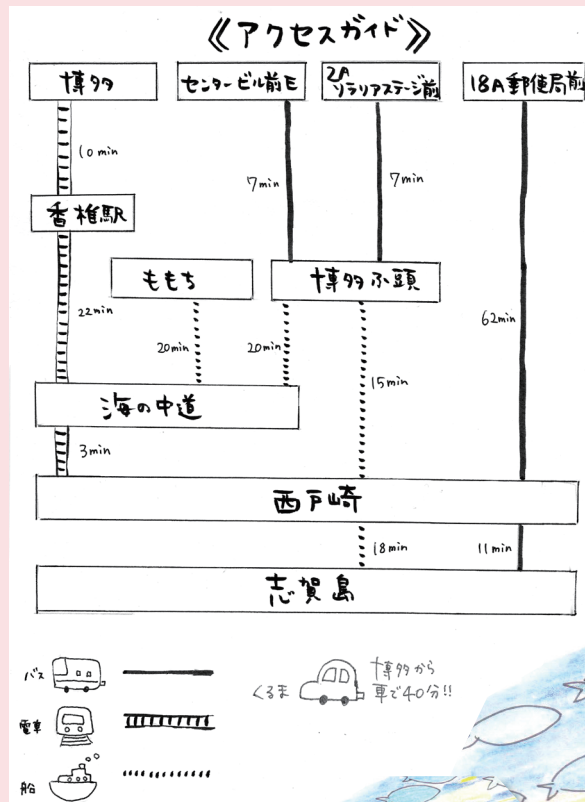 《アクセスガイド》
博多
センタービル前E
2A
ソラリアステージ前
18A郵便局前
10min
7min
7min
香椎駅
ももち
博多ふ頭
22min
20min
20min
15min
62min
海の中道
3min
西戸崎
18min
11min
志賀島
バス
くるま
博多から
車で40分!!
電車
船